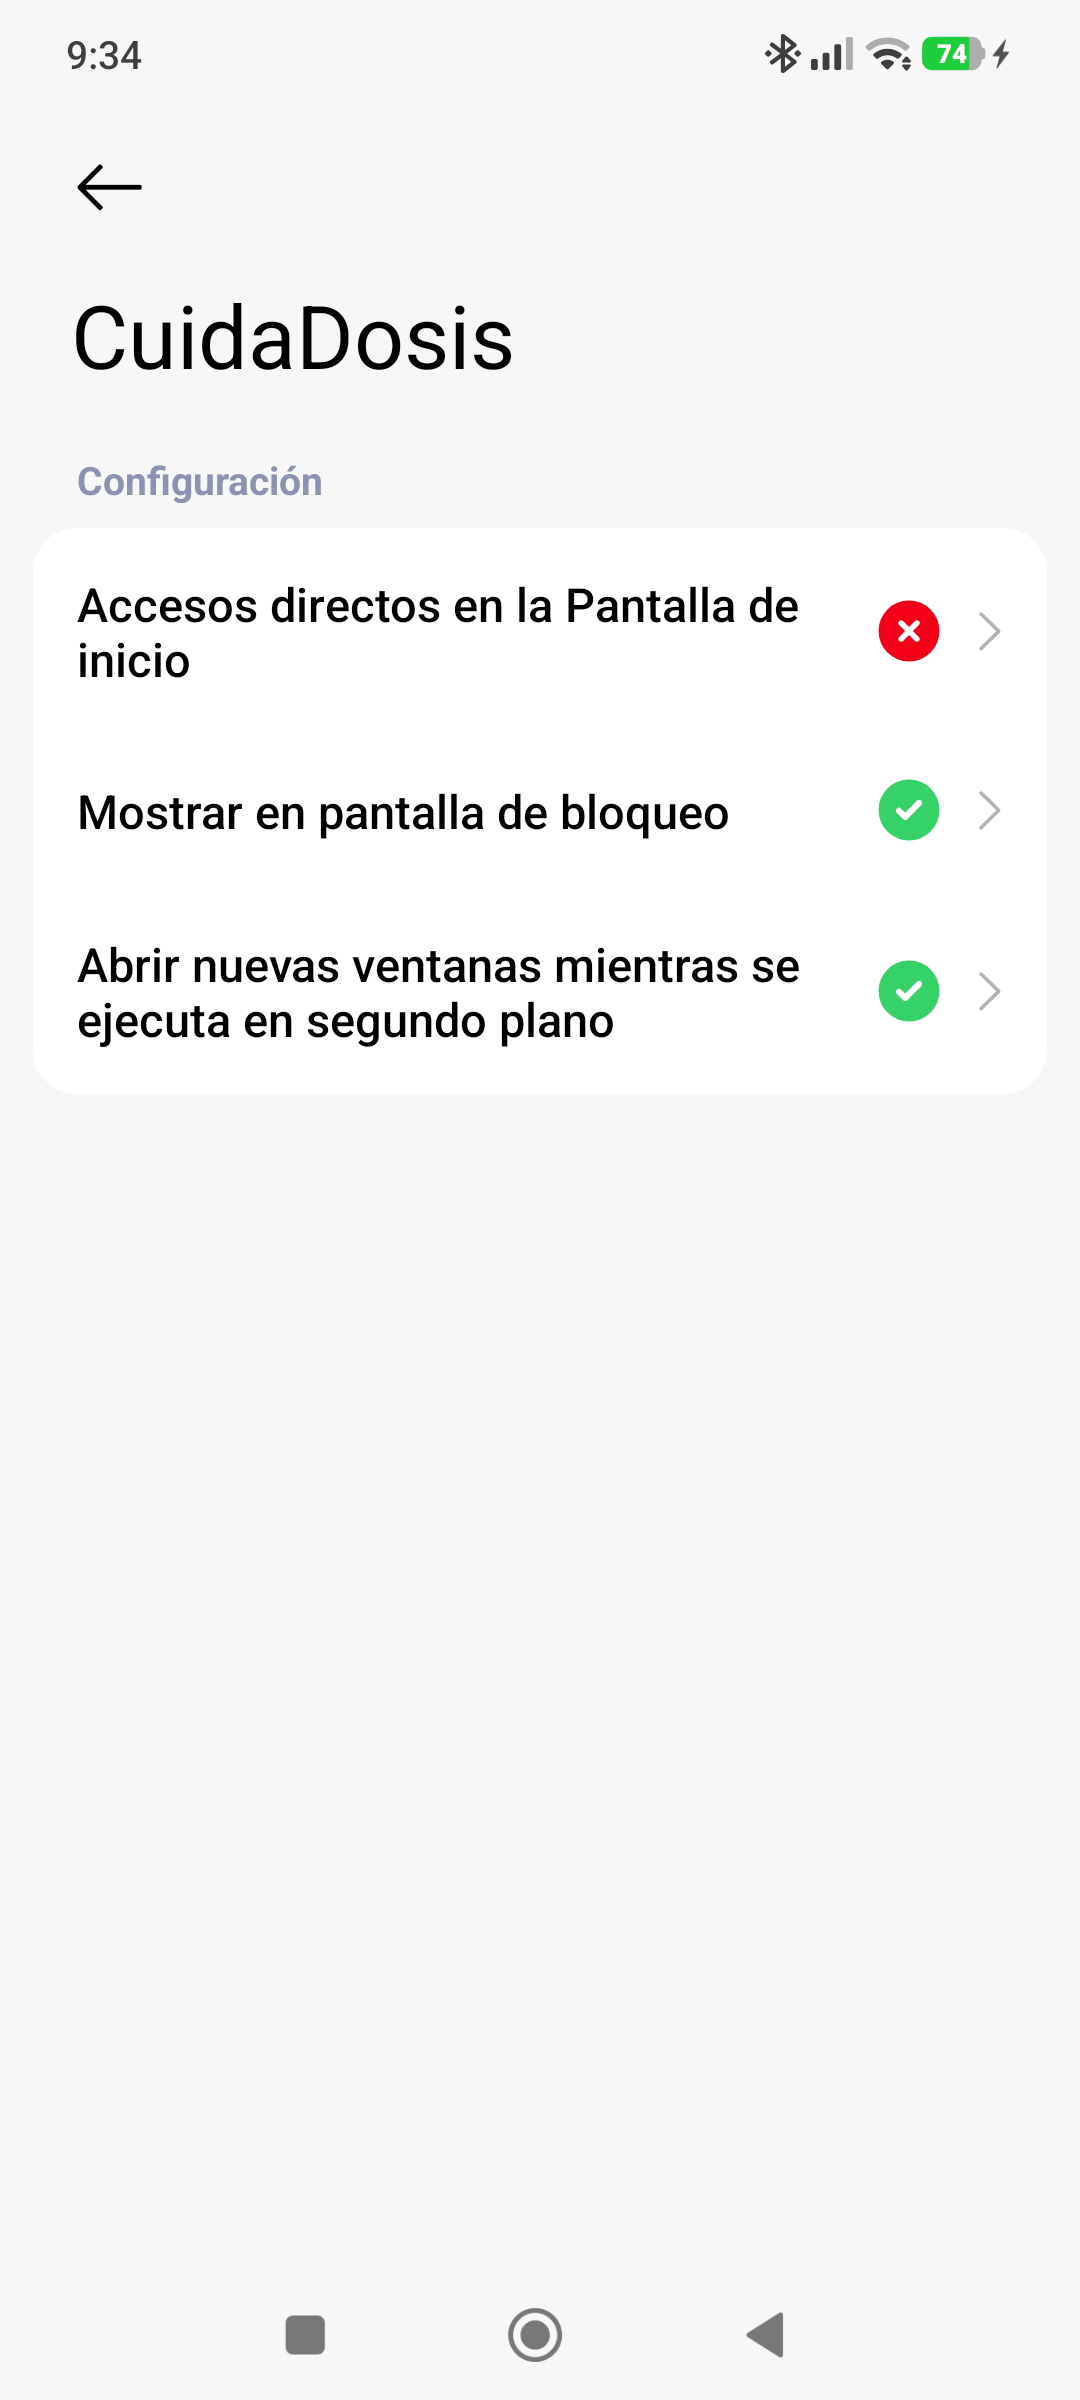 9:34
74
CuidaDosis
Configuración
Accesos directos en la Pantalla de
inicio
Mostrar en pantalla de bloqueo
Abrir nuevas ventanas mientras se
ejecuta en segundo plano